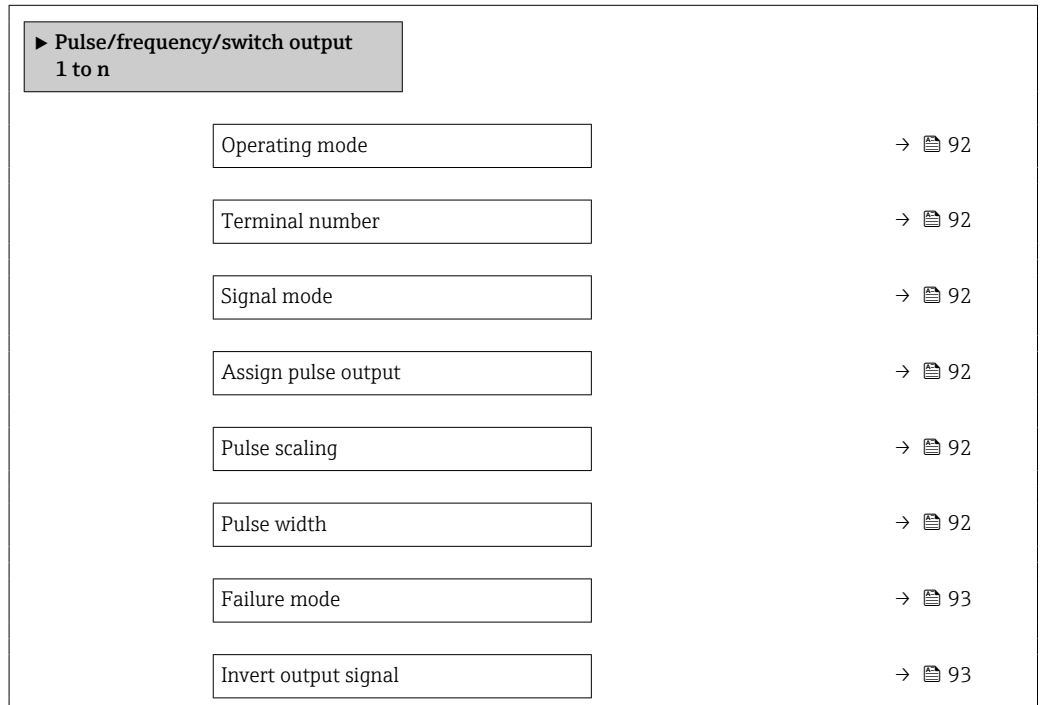 ► Pulse/frequency/switch output
1 to n
Operating mode → 92
Terminal number → 92
Signal mode → 92
Assign pulse output → 92
Pulse scaling → 92
Pulse width → 92
Failure mode → 93
Invert output signal → 93